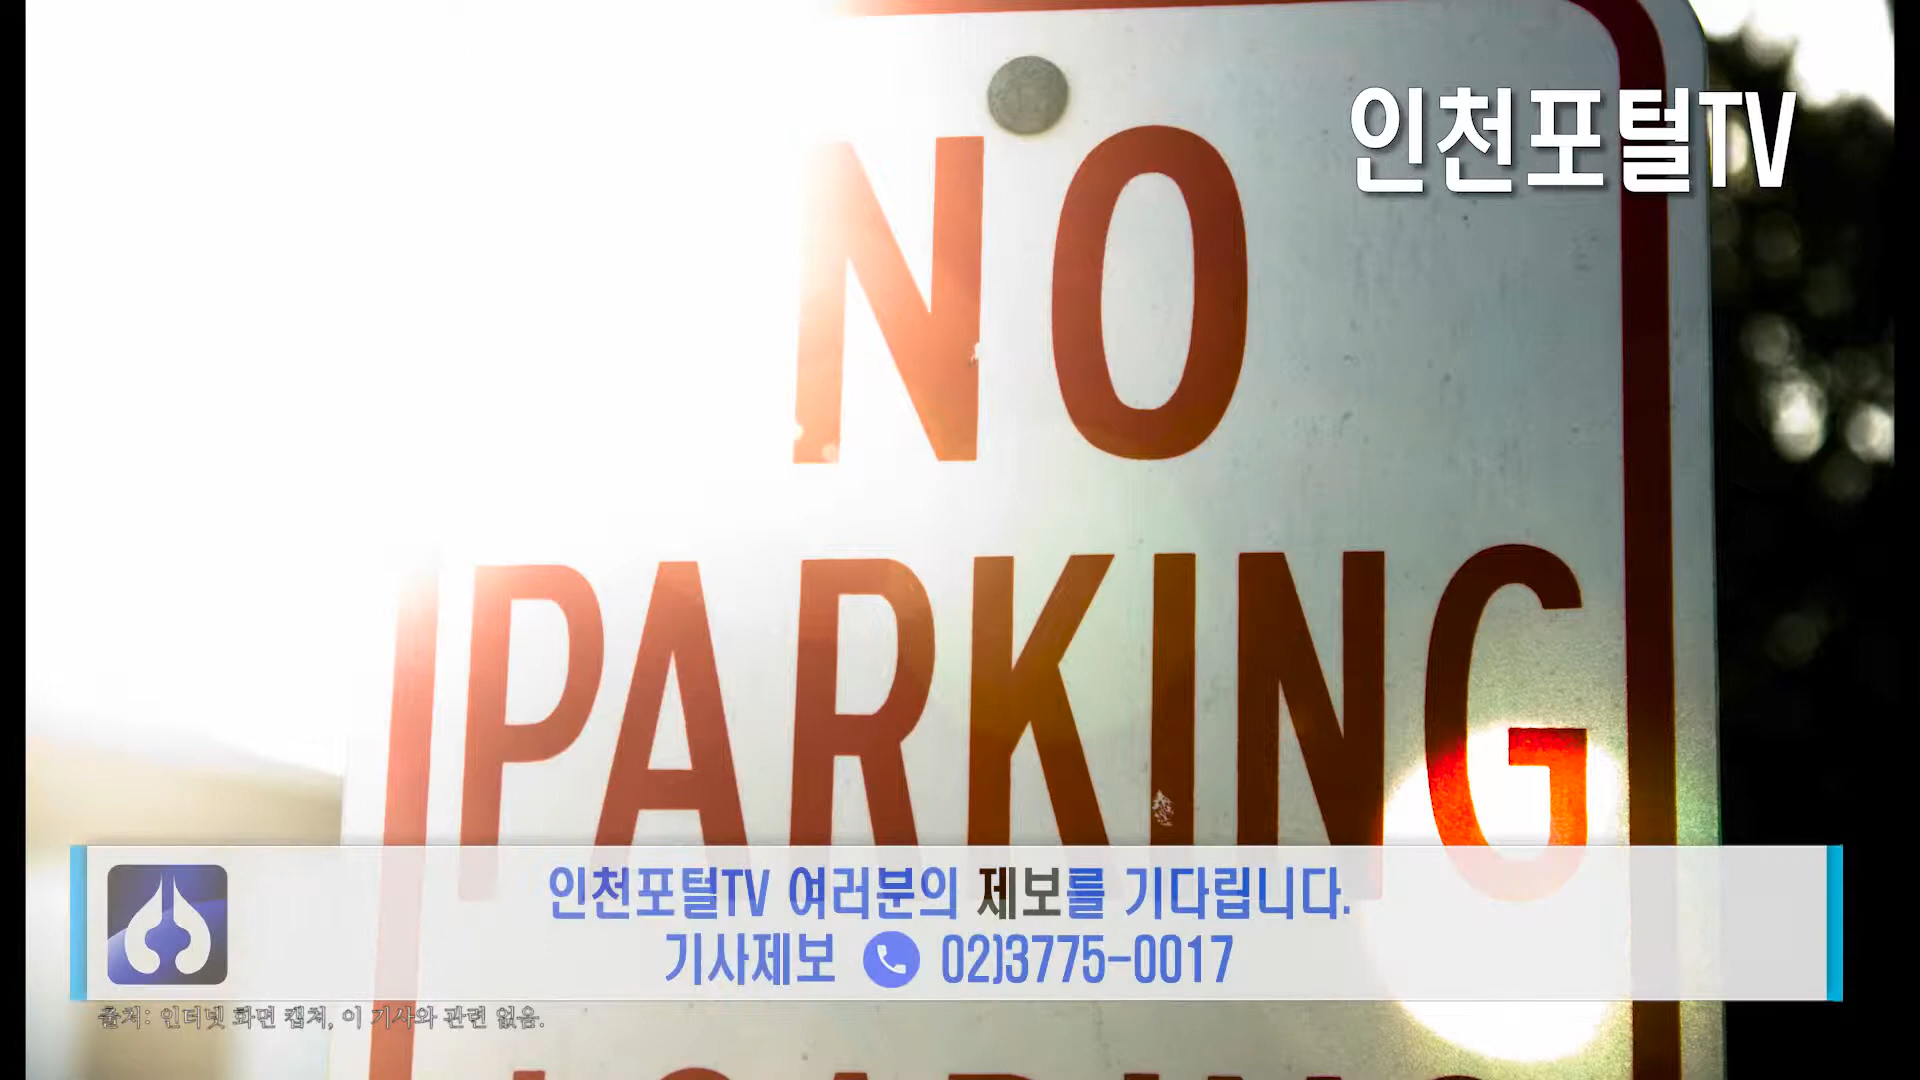 인천포털TV
NO
PARKING
인천포털TV 여러분의 제보를 기다립니다.
기사제보 02)3775-0017
출처: 인터넷 화면 캡쳐, 이 기사와 관련 없음.